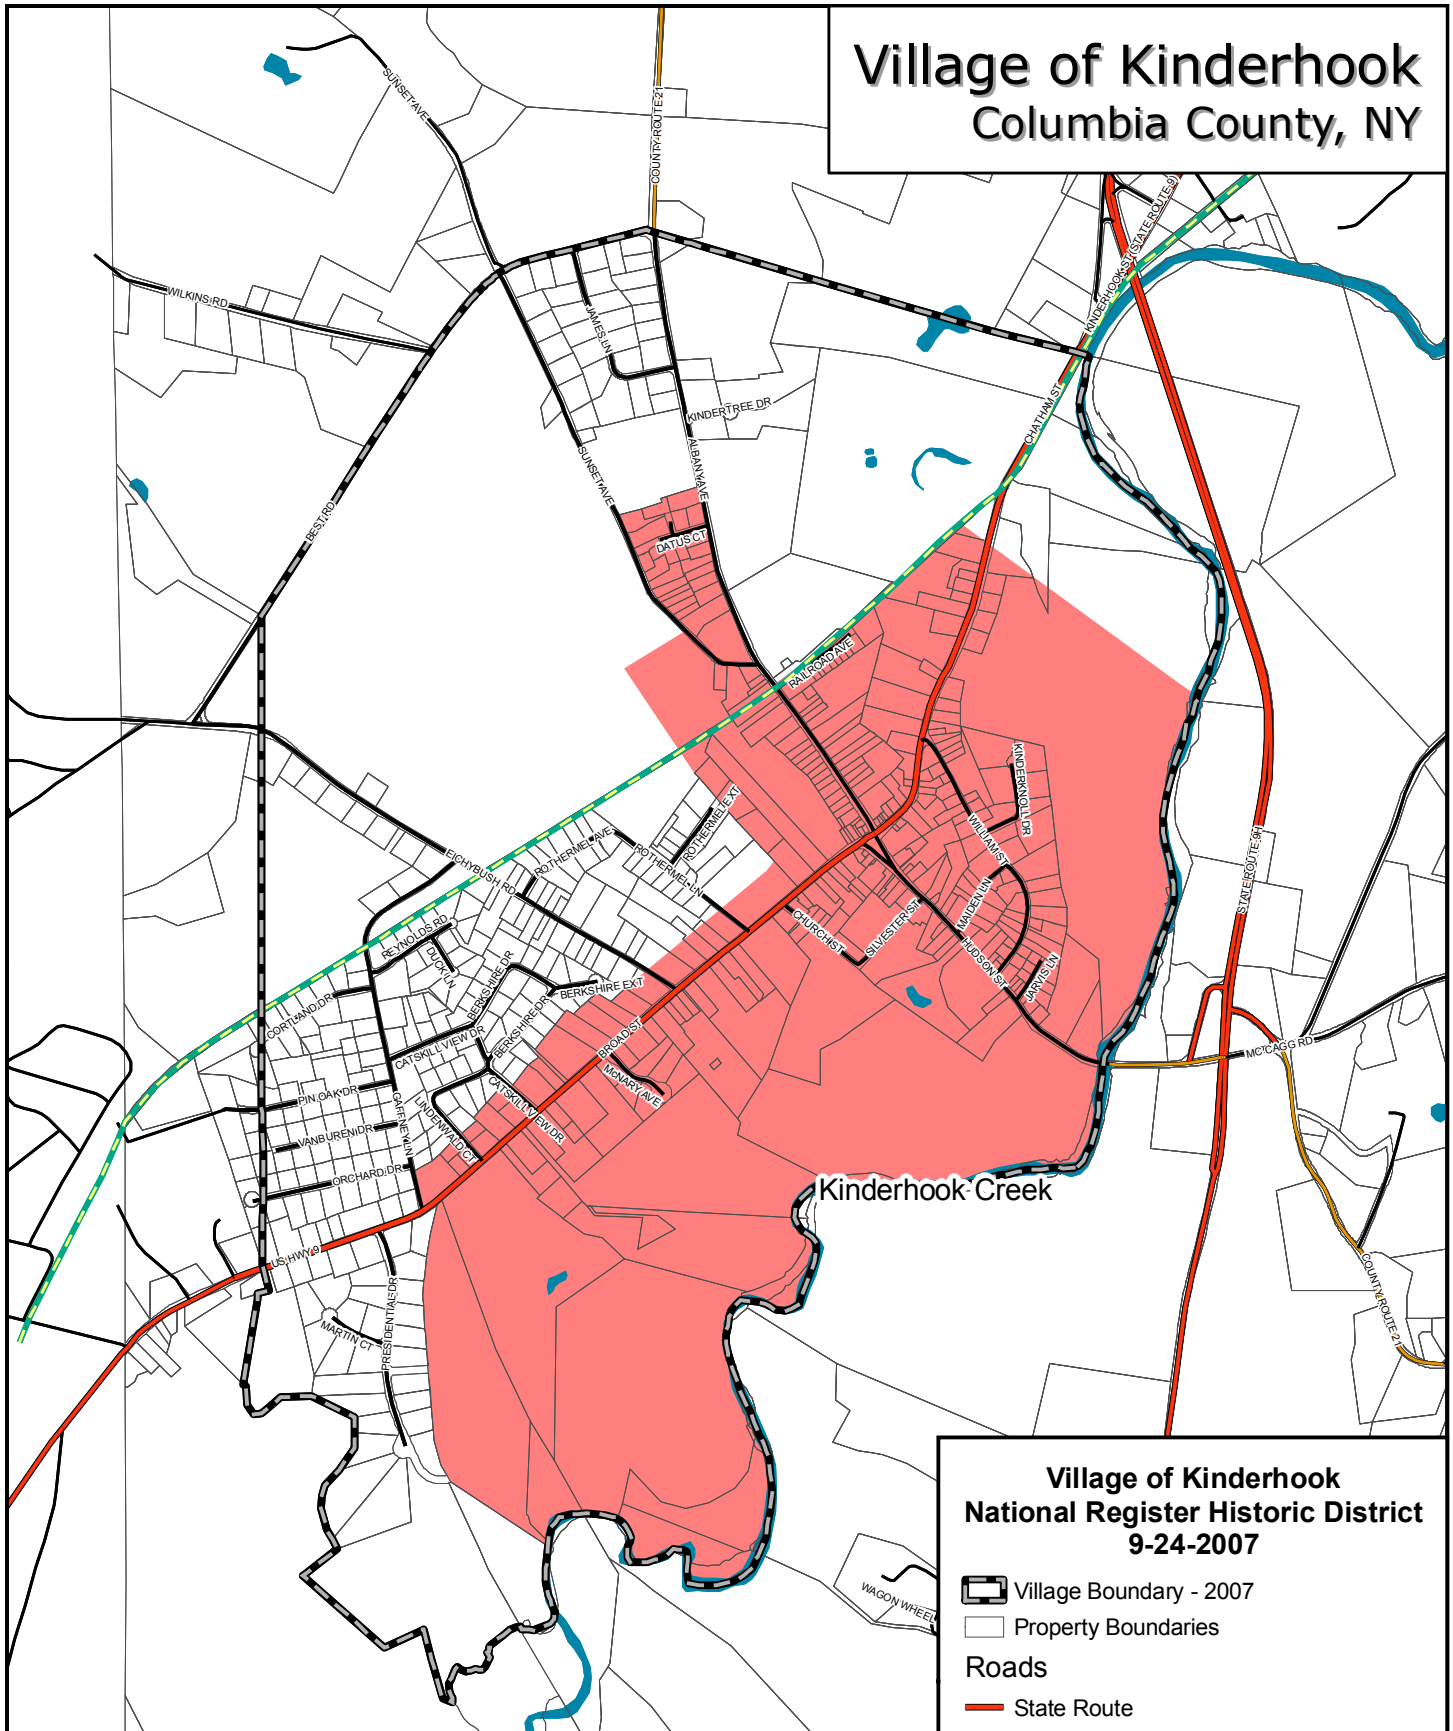 Village of Kinderhook
Columbia County, NY
SUNSET AVE
COUNTY ROUTE 21
KINDERHOOK ST (STATE ROUTE 9)
WILKINS RD
JAMES LN
KINDERTREE DR
CHATHAM ST
SUNSET AVE
ALBANY AVE
BEST RD
DATUS CT
RAILROAD AVE
KINDERKNOLL DR
ROTHERMEL EXT
WILLIAM ST
ROTHERMEL AVE
ROTHERMEL LN
EICHYBUSH RD
STATE ROUTE 9H
MAIDEN LN
CHURCH ST
SILVESTER ST
HUDSON ST
REYNOLDS RD
DUCK LN
BERKSHIRE DR
BERKSHIRE EXT
JARVIS LN
CORTLAND DR
BERKSHIRE DR
CATSKILL VIEW DR
BROAD ST
MC CAGG RD
McNARY AVE
PIN OAK DR
GAFFNEY LN
LINDENWALD CT
CATSKILL VIEW DR
VANBUREN DR
ORCHARD DR
Kinderhook Creek
US HWY 9
PRESIDENTIAL DR
MARTIN CT
COUNTY ROUTE 21
WAGON WHEEL
Village of Kinderhook
National Register Historic District
9-24-2007
Village Boundary - 2007
Property Boundaries
Roads
State Route